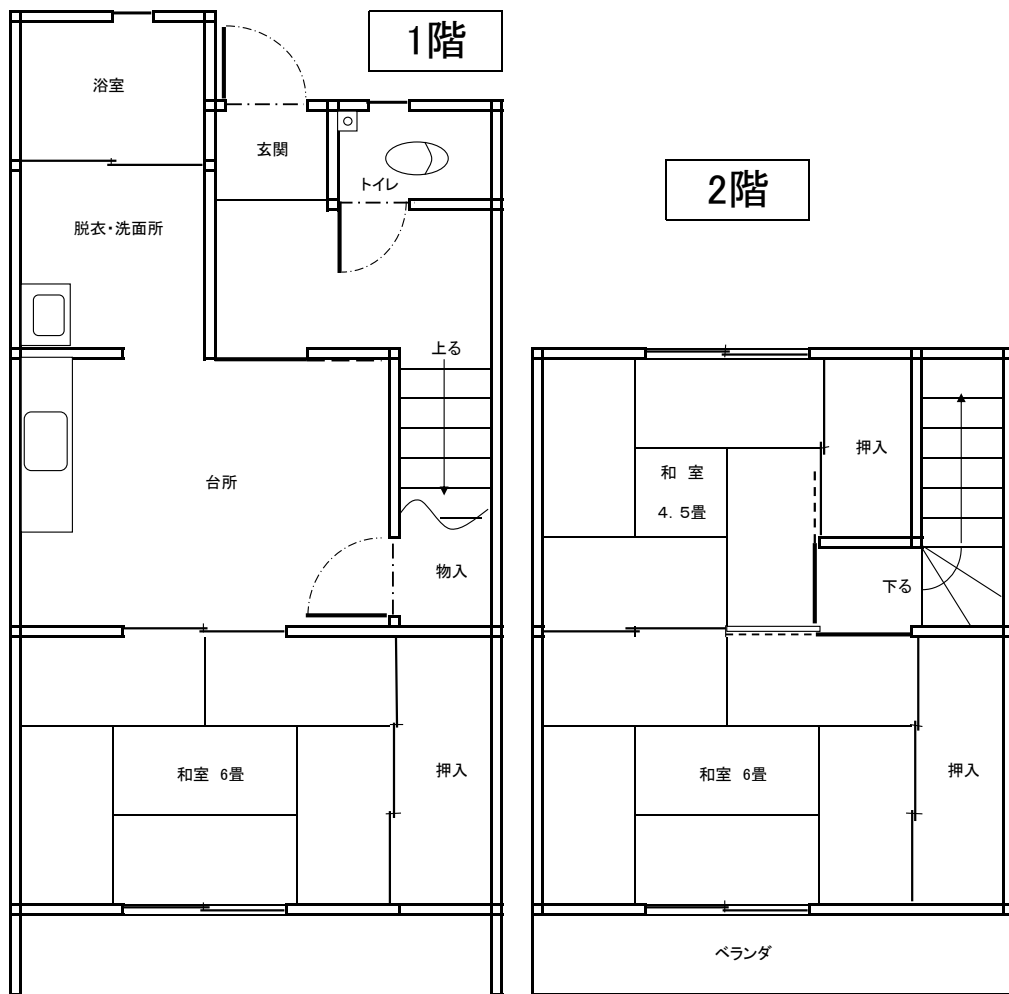 1階
浴室
玄関
トイレ
脱衣・洗面所
上る
台所
物入
和室 6畳
押入
2階
押入
和 室
4.5畳
下る
和室 6畳
押入
ベランダ